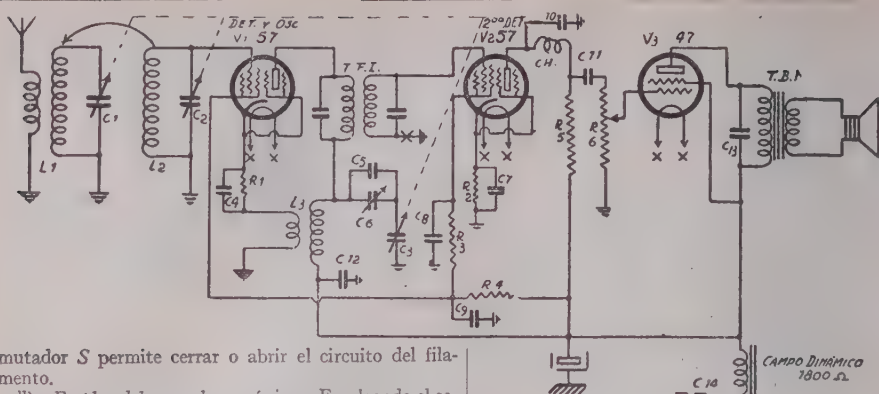 DET. Y OSC
V1 57
2º DET.
V2 57
10
CH.
C11
V3 47
T.B.F.
T.F.I.
C1
C2
R5
R6
C13
X X
X
X X
X X
L1
L2
C4
R1
L3
C5
C6
C3
C8
R2
C7
R3
C12
R4
C9
CAMPO DINÁMICO
1800 Ω
C14
mutador S permite cerrar o abrir el circuito del fila-
mento.